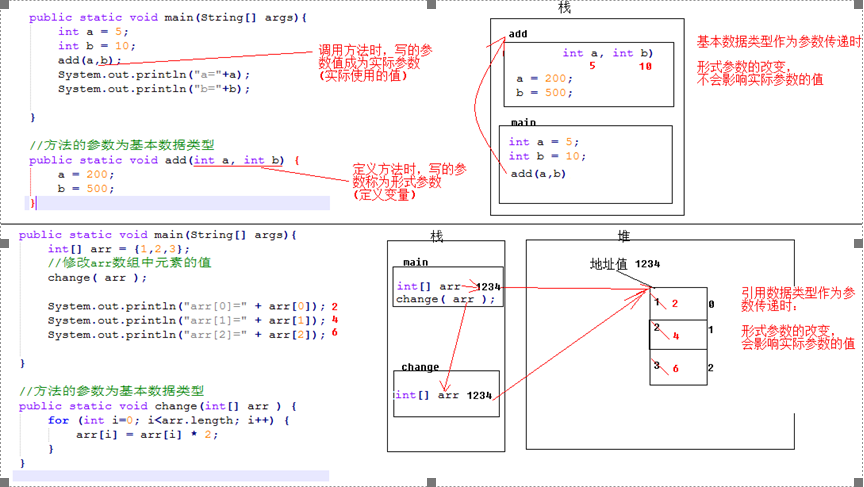 public static void main(String[] args){
int a = 5;
int b = 10;
add(a,b);
System.out.println("a="+a);
System.out.println("b="+b);
}
//方法的参数为基本数据类型
public static void add(int a, int b) {
a = 200;
b = 500;
}
调用方法时，写的参
数值成为实际参数
(实际使用的值)
定义方法时，写的参
数称为形式参数
(定义变量)
栈
add
int a, int b)
5 10
a = 200;
b = 500;
main
int a = 5;
int b = 10;
add(a,b)
基本数据类型作为参数传递时
形式参数的改变，
不会影响实际参数的值
public static void main(String[] args){
int[] arr = {1,2,3};
//修改arr数组中元素的值
change( arr );
System.out.println("arr[0]=" + arr[0]); 2
System.out.println("arr[1]=" + arr[1]); 4
System.out.println("arr[2]=" + arr[2]); 6
}
//方法的参数为基本数据类型
public static void change(int[] arr ) {
for (int i=0; i<arr.length; i++) {
arr[i] = arr[i] * 2;
}
}
栈
main
int[] arr 1234
change( arr );
change
int[] arr 1234
堆
地址值 1234
1 2 0
2 4 1
3 6 2
引用数据类型作为参
数传递时：
形式参数的改变，
会影响实际参数的值